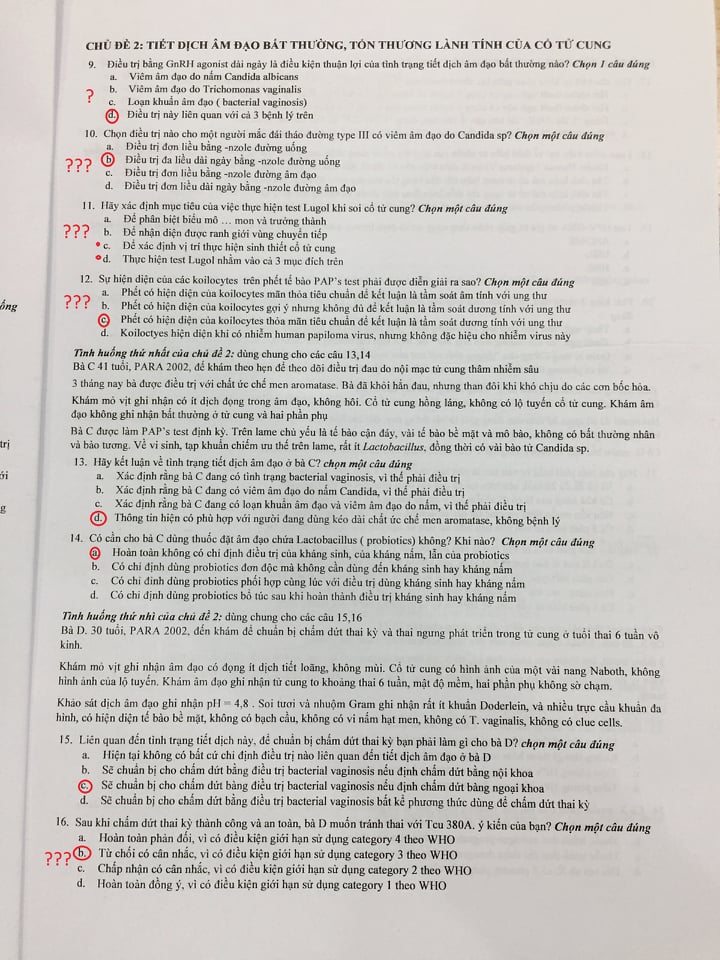 CHỦ ĐỀ 2: TIẾT DỊCH ÂM ĐẠO BẤT THƯỜNG, TỔN THƯƠNG LÀNH TÍNH CỦA CỔ TỬ CUNG
9. Điều trị bằng GnRH agonist dài ngày là điều kiện thuận lợi của tình trạng tiết dịch âm đạo bất thường nào? Chọn 1 câu đúng
a. Viêm âm đạo do nấm Candida albicans
? b. Viêm âm đạo do Trichomonas vaginalis
c. Loạn khuẩn âm đạo ( bacterial vaginosis)
d. Điều trị này liên quan với cả 3 bệnh lý trên
10. Chọn điều trị nào cho một người mắc đái tháo đường type III có viêm âm đạo do Candida sp? Chọn một câu đúng
a. Điều trị đơn liều bằng -nzole đường uống
??? b Điều trị đa liều dài ngày bằng -nzole đường uống
c. Điều trị đơn liều bằng -nzole đường âm đạo
d. Điều trị đơn liều dài ngày bằng -nzole đường âm đạo
11. Hãy xác định mục tiêu của việc thực hiện test Lugol khi soi cổ tử cung? Chọn một câu đúng
a. Để phân biệt biểu mô … mon và trưởng thành
??? b. Để nhận diện được ranh giới vùng chuyển tiếp
c. Để xác định vị trí thực hiện sinh thiết cổ tử cung
d. Thực hiện test Lugol nhằm vào cả 3 mục đích trên
12. Sự hiện diện của các koilocytes trên phết tế bào PAP's test phải được diễn giải ra sao? Chọn một câu đúng
a. Phết có hiện diện của koilocytes mãn thỏa tiêu chuẩn để kết luận là tầm soát âm tính với ung thư
??? b. Phết có hiện diện của koilocytes gợi ý nhưng không đủ để kết luận là tầm soát dương tính với ung thư
c. Phết có hiện diện của koilocytes thỏa mãn tiêu chuẩn để kết luận là tầm soát dương tính với ung thư
d. Koiloctyes hiện diện khi có nhiễm human papiloma virus, nhưng không đặc hiệu cho nhiễm virus này
Tình huống thứ nhất của chủ đề 2: dùng chung cho các câu 13,14
Bà C 41 tuổi, PARA 2002, để khám theo hẹn để theo dõi điều trị đau do nội mạc tử cung thâm nhiễm sâu
3 tháng nay bà được điều trị với chất ức chế men aromatase. Bà đã khỏi hẳn đau, nhưng than đôi khi khó chịu do các cơn bốc hỏa.
Khám mỏ vịt ghi nhận có ít dịch đọng trong âm đạo, không hôi. Cổ tử cung hồng láng, không có lộ tuyến cổ tử cung. Khám âm
đạo không ghi nhận bất thường ở tử cung và hai phần phụ
Bà C được làm PAP's test định kỳ. Trên lame chủ yếu là tế bào cận đáy, vài tế bào bề mặt và mô bào, không có bất thường nhân
và bào tương. Về vi sinh, tạp khuẩn chiếm ưu thế trên lame, rất ít Lactobacillus, đồng thời có vài bào tử Candida sp.
13. Hãy kết luận về tình trạng tiết dịch âm đạo ở bà C? chọn một câu đúng
a. Xác định rằng bà C đang có tình trạng bacterial vaginosis, vì thế phải điều trị
b. Xác định rằng bà C đang có viêm âm đạo do nấm Candida, vì thế phải điều trị
c. Xác định rằng bà C đang có loạn khuẩn âm đạo và viêm âm đạo do nấm, vì thế phải điều trị
d. Thông tin hiện có phù hợp với người đang dùng kéo dài chất ức chế men aromatase, không bệnh lý
14. Có cần cho bà C dùng thuốc đặt âm đạo chứa Lactobacillus ( probiotics) không? Khi nào? Chọn một câu đúng
a Hoàn toàn không có chỉ định điều trị của kháng sinh, của kháng nấm, lẫn của probiotics
b. Có chỉ định dùng probiotics đơn độc mà không cần dùng đến kháng sinh hay kháng nấm
c. Có chỉ định dùng probiotics phối hợp cùng lúc với điều trị dùng kháng sinh hay kháng nấm
d. Có chỉ định dùng probiotics bổ túc sau khi hoàn thành điều trị kháng sinh hay kháng nấm
Tình huống thứ nhì của chủ đề 2: dùng chung cho các câu 15,16
Bà D. 30 tuổi, PARA 2002, đến khám để chuẩn bị chấm dứt thai kỳ và thai ngưng phát triển trong tử cung ở tuổi thai 6 tuần vô
kinh.
Khám mỏ vịt ghi nhận âm đạo có đọng ít dịch tiết loãng, không mùi. Cổ tử cung có hình ảnh của một vài nang Naboth, không
hình ảnh của lộ tuyến. Khám âm đạo ghi nhận tử cung to khoảng thai 6 tuần, mật độ mềm, hai phần phụ không sờ chạm.
Khảo sát dịch âm đạo ghi nhận pH = 4,8 . Soi tươi và nhuộm Gram ghi nhận rất ít khuẩn Doderlein, và nhiều trực cầu khuẩn đa
hình, có hiện diện tế bào bề mặt, không có bạch cầu, không có vi nấm hạt men, không có T. vaginalis, không có clue cells.
15. Liên quan đến tình trạng tiết dịch này, để chuẩn bị chấm dứt thai kỳ bạn phải làm gì cho bà D? chọn một câu đúng
a. Hiện tại không có bất cứ chỉ định điều trị nào liên quan đến tiết dịch âm đạo ở bà D
b. Sẽ chuẩn bị cho chấm dứt bằng điều trị bacterial vaginosis nếu định chấm dứt bằng nội khoa
c. Sẽ chuẩn bị cho chấm dứt bằng điều trị bacterial vaginosis nếu định chấm dứt bằng ngoại khoa
d. Sẽ chuẩn bị cho chấm dứt bằng điều trị bacterial vaginosis bất kể phương thức dùng để chấm dứt thai kỳ
16. Sau khi chấm dứt thai kỳ thành công và an toàn, bà D muốn tránh thai với Tcu 380A. ý kiến của bạn? Chọn một câu đúng
a. Hoàn toàn phản đối, vì có điều kiện giới hạn sử dụng category 4 theo WHO
??? b. Từ chối có cân nhắc, vì có điều kiện giới hạn sử dụng category 3 theo WHO
c. Chấp nhận có cân nhắc, vì có điều kiện giới hạn sử dụng category 2 theo WHO
d. Hoàn toàn đồng ý, vì có điều kiện giới hạn sử dụng category 1 theo WHO